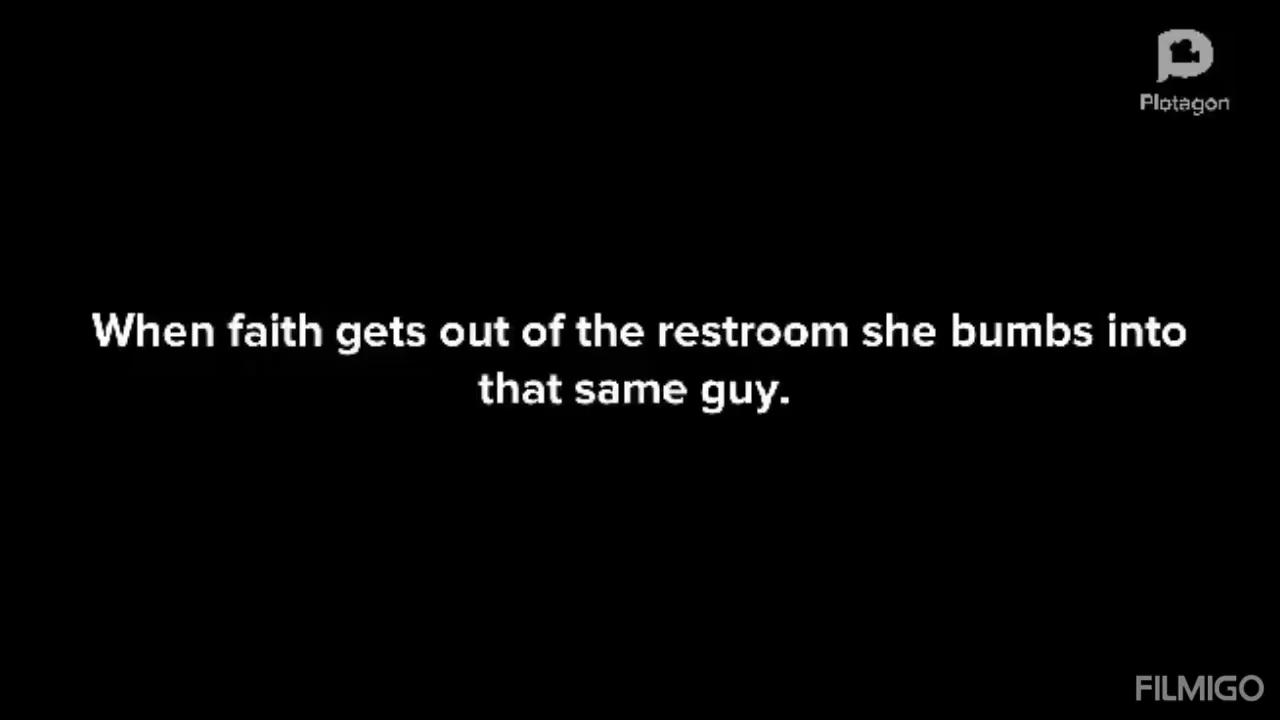 Plotagon
When faith gets out of the restroom she bumbs into
that same guy.
FILMIGO